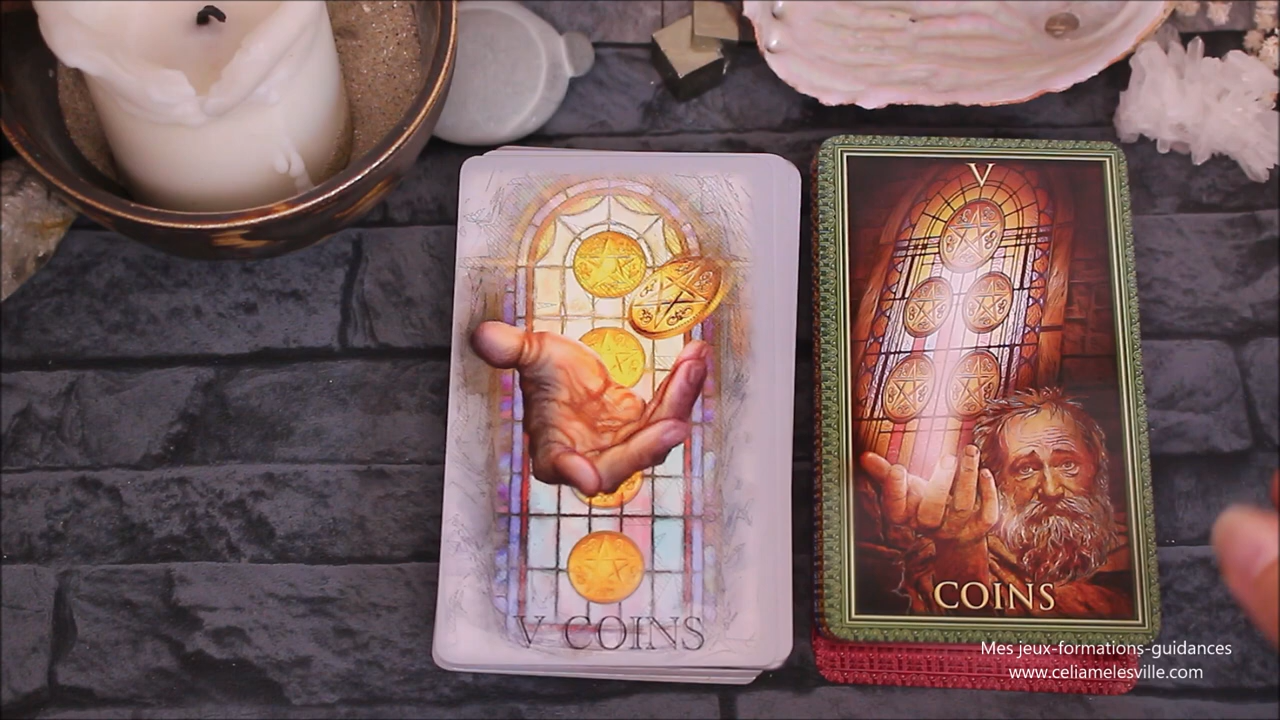 V COINS
V
COINS
Mes jeux-formations-guidances
www.celiamelesville.com